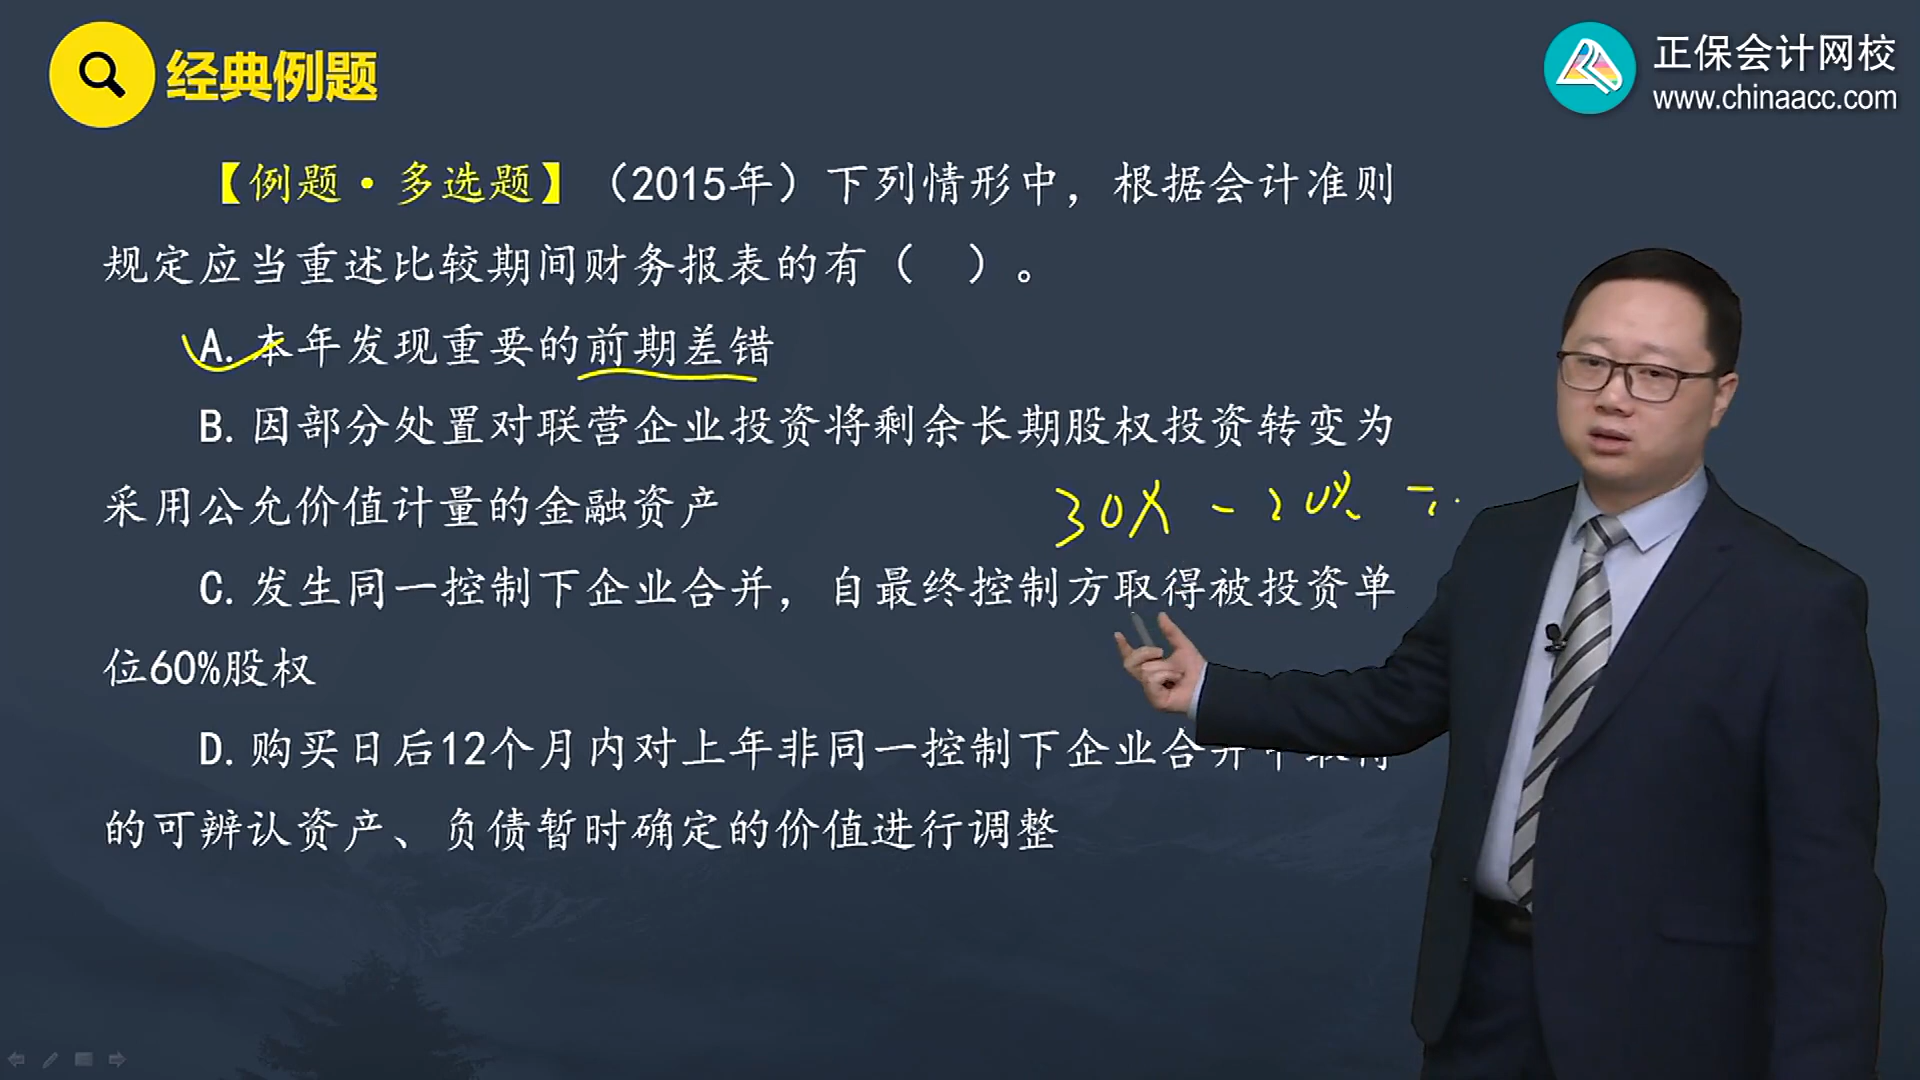 经典例题
正保会计网校
www.chinaacc.com
【例题·多选题】（2015年）下列情形中，根据会计准则
规定应当重述比较期间财务报表的有（ ）。
A.本年发现重要的前期差错
B.因部分处置对联营企业投资将剩余长期股权投资转变为
采用公允价值计量的金融资产
30% - 20%
C.发生同一控制下企业合并，自最终控制方取得被投资单
位60%股权
D.购买日后12个月内对上年非同一控制下企业合并中取得
的可辨认资产、负债暂时确定的价值进行调整